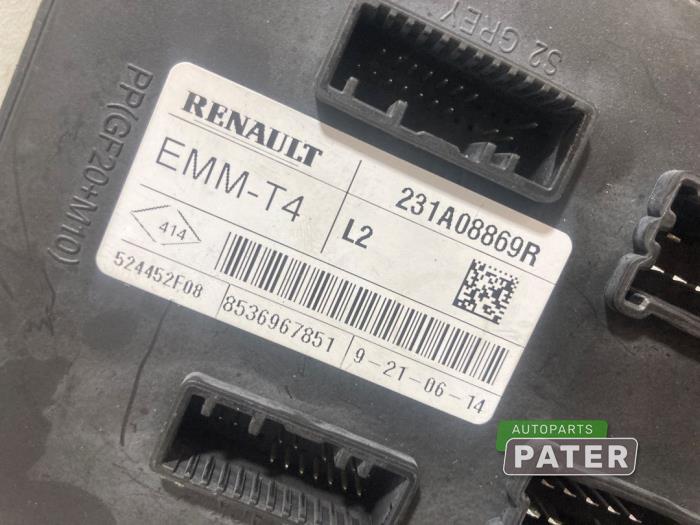 S2 GREY
PP(GF20+M10)
RENAULT
EMM-T4
231A08869R
L2
414
524452F08
8536967851
9-21-06-14
AUTOPARTS
PATER